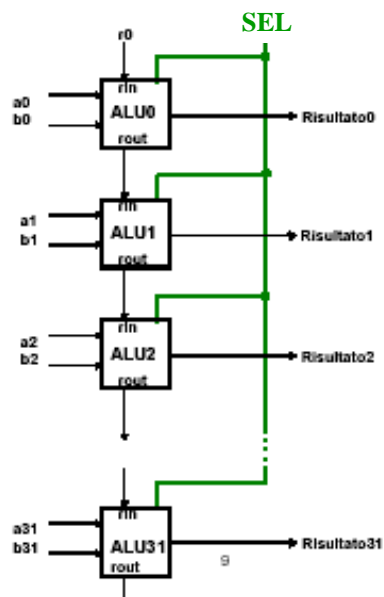 SEL
r0
rin
a0
b0
ALU0
Risultato0
rout
rin
a1
b1
ALU1
Risultato1
rout
rin
a2
b2
ALU2
Risultato2
rout
rin
a31
b31
ALU31
Risultato31
9
rout